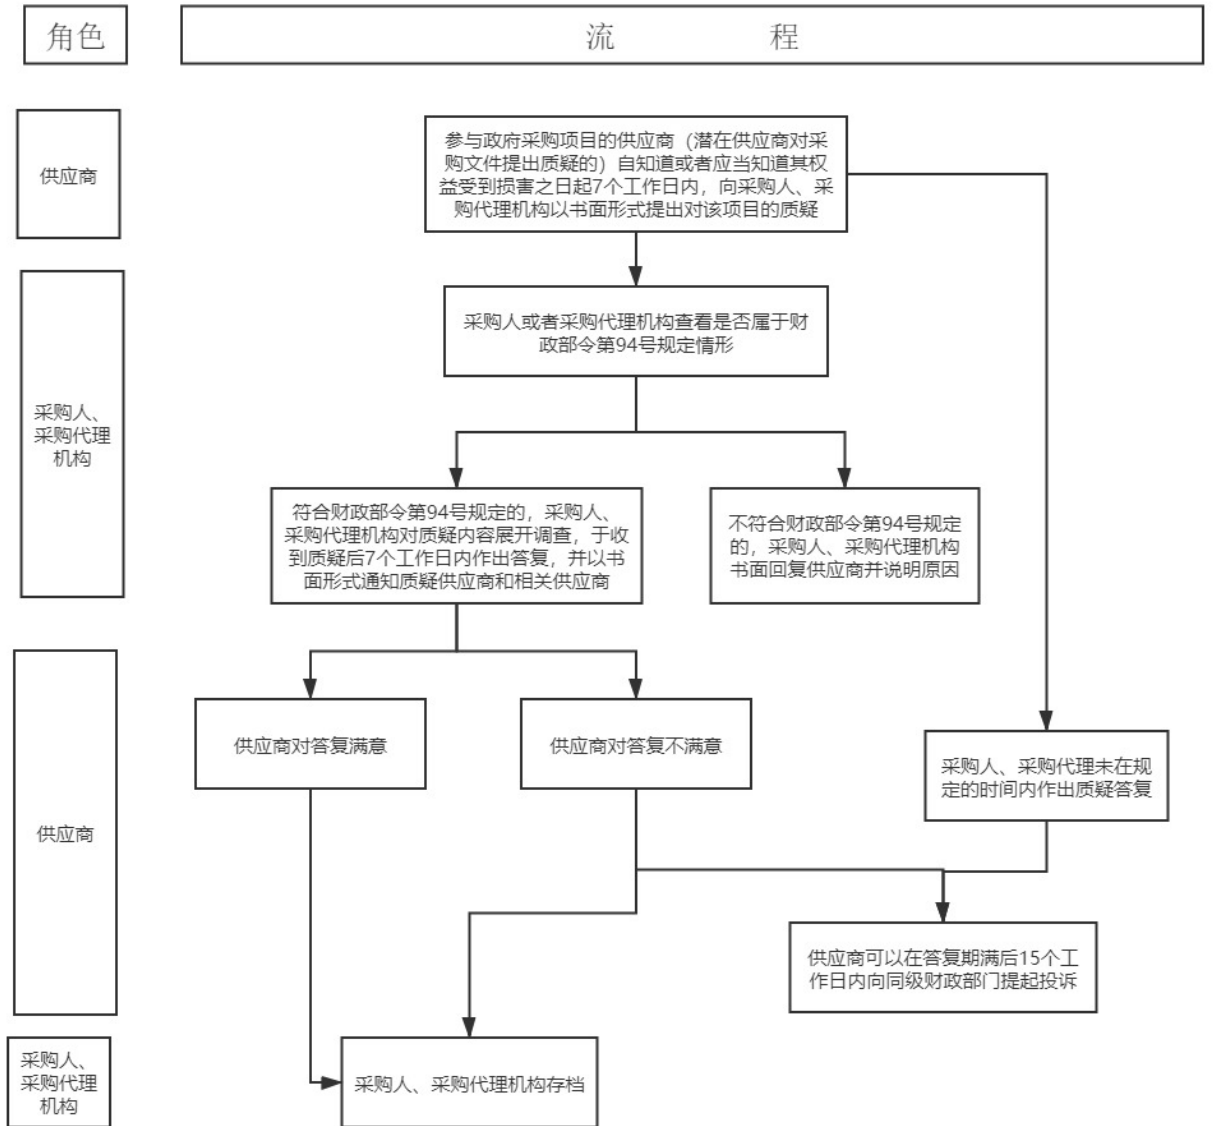 角色
流 程
供应商
参与政府采购项目的供应商（潜在供应商对采
购文件提出质疑的）自知道或者应当知道其权
益受到损害之日起7个工作日内，向采购人、采
购代理机构以书面形式提出对该项目的质疑
采购人、
采购代理
机构
采购人或者采购代理机构查看是否属于财
政部令第94号规定情形
符合财政部令第94号规定的，采购人、
采购代理机构对质疑内容展开调查，于收
到质疑后7个工作日内作出答复，并以书
面形式通知质疑供应商和相关供应商
不符合财政部令第94号规定
的，采购人、采购代理机构
书面回复供应商并说明原因
供应商
供应商对答复满意
供应商对答复不满意
采购人、采购代理未在规
定的时间内作出质疑答复
供应商可以在答复期满后15个工
作日内向同级财政部门提起投诉
采购人、
采购代理
机构
采购人、采购代理机构存档